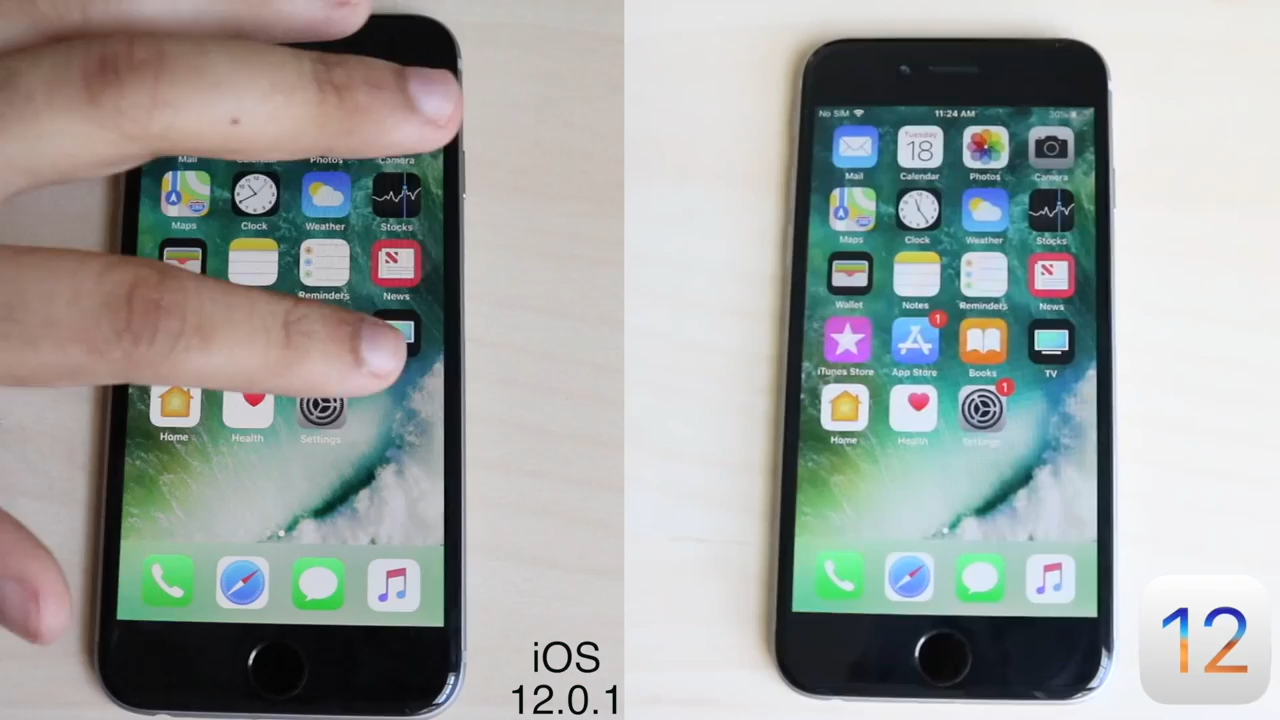 Mail Calendar Photos Camera
Maps Clock Weather Stocks
Reminders News
Home Health Settings
iOS
12.0.1
No SIM 11:24 AM 30%
Tuesday
18
Mail Calendar Photos Camera
Maps Clock Weather Stocks
Wallet Notes Reminders News
1
iTunes Store App Store Books TV
1
Home Health Settings
12